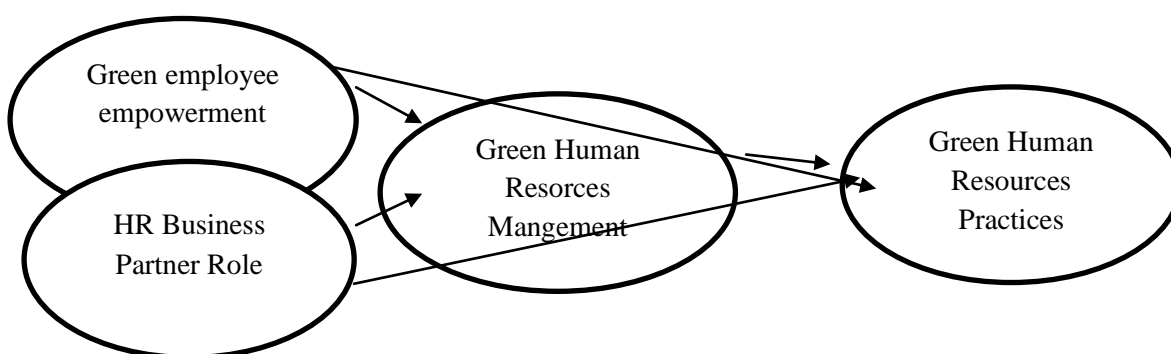 Green employee
empowerment
HR Business
Partner Role
Green Human
Resorces
Mangement
Green Human
Resources
Practices